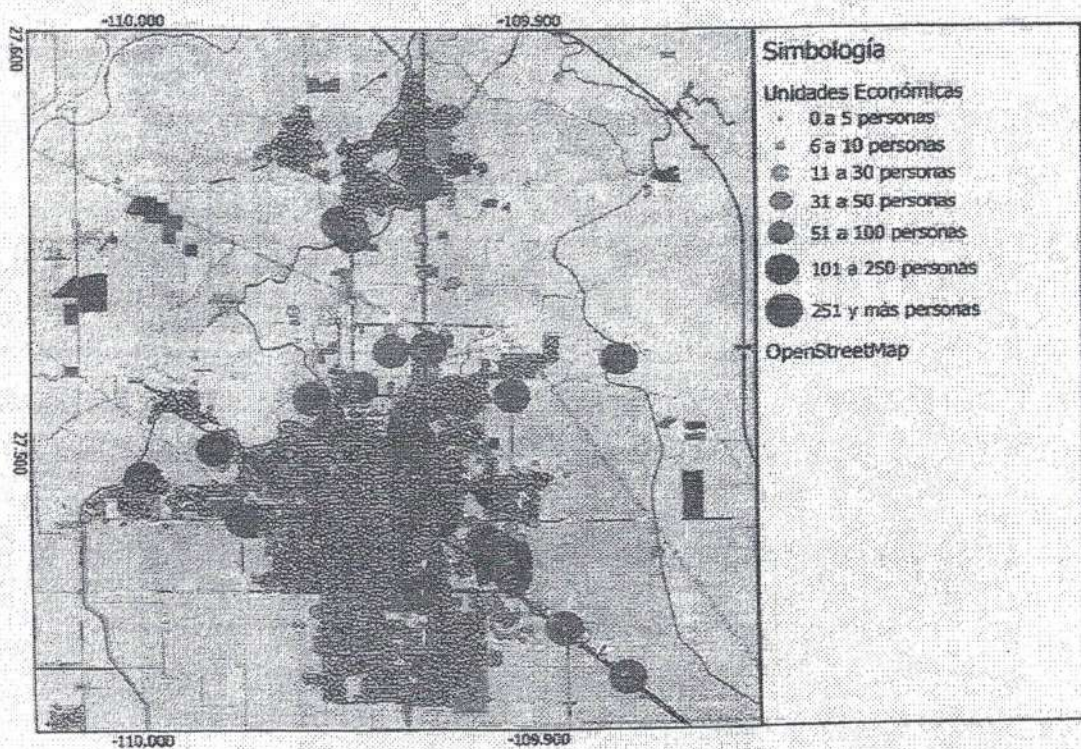 -110.000
-109.900
27.600
Simbología
Unidades Económicas
0 a 5 personas
6 a 10 personas
11 a 30 personas
31 a 50 personas
51 a 100 personas
101 a 250 personas
251 y más personas
OpenStreetMap
27.500
-110.000
-109.900